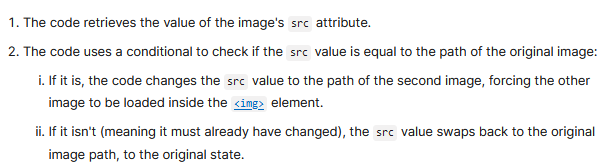 1. The code retrieves the value of the image's src attribute.
2. The code uses a conditional to check if the src value is equal to the path of the original image:
i. If it is, the code changes the src value to the path of the second image, forcing the other
image to be loaded inside the <img> element.
ii. If it isn't (meaning it must already have changed), the src value swaps back to the original
image path, to the original state.